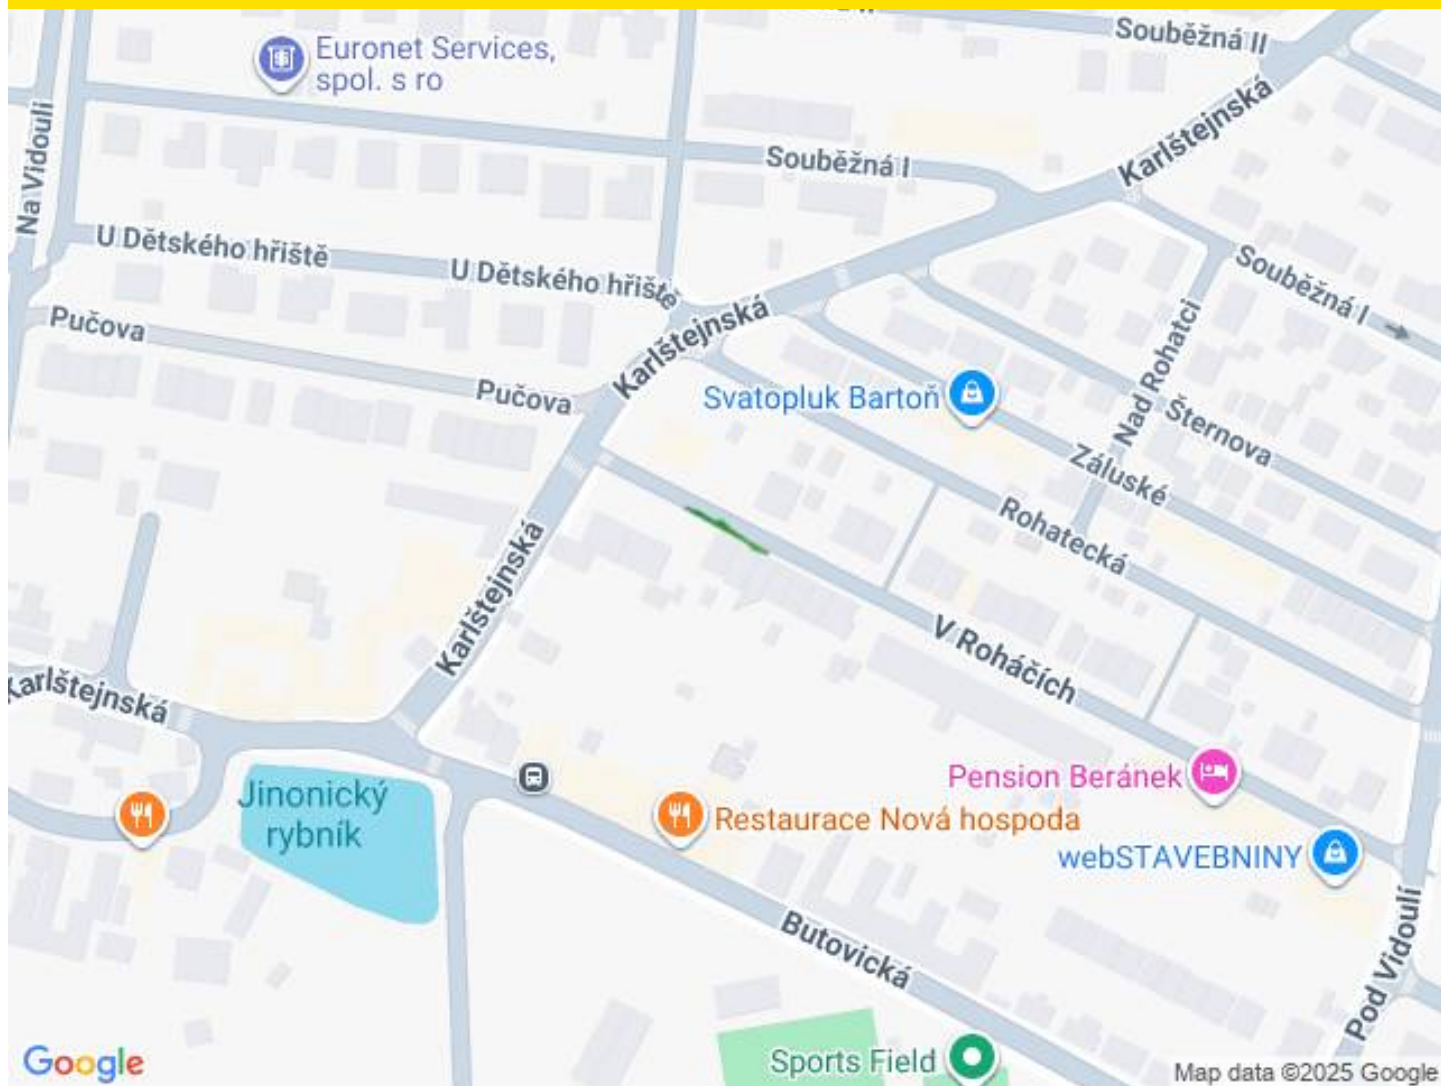 Souběžná II
Euronet Services,
spol. s ro
Karlštejnská
Na Vidouli
Souběžná I
U Dětského hřiště
U Dětského hřiště
Souběžná I
Pučova
Karlštejnská
Nad Rohatci
Pučova
Svatopluk Bartoň
Šternova
Záluské
Rohatecká
Karlštejnská
V Roháčích
Karlštejnská
Pension Beránek
Jinonický
rybník
Restaurace Nová hospoda
webSTAVEBNINY
Butovická
Pod Vidoulí
Sports Field
Google
Map data ©2025 Google